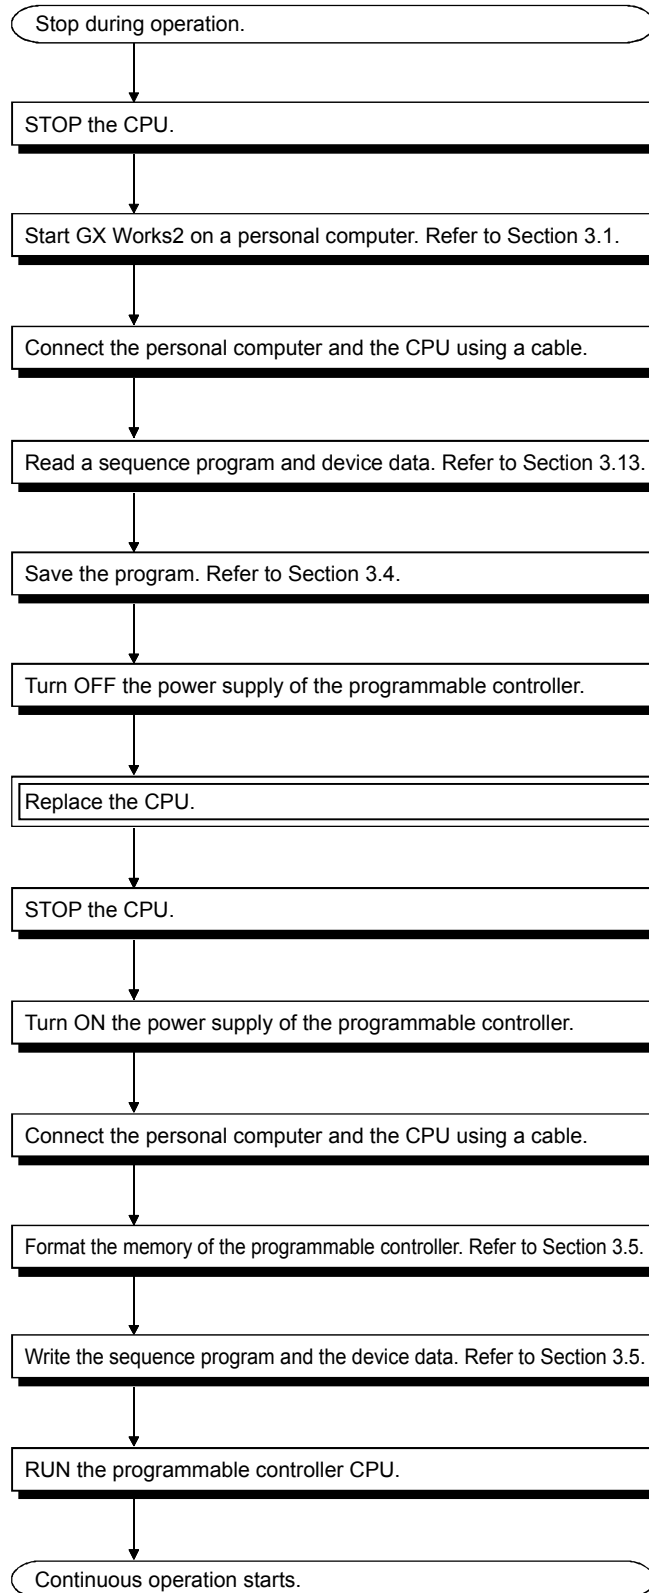 Stop during operation.
STOP the CPU.
Start GX Works2 on a personal computer. Refer to Section 3.1.
Connect the personal computer and the CPU using a cable.
Read a sequence program and device data. Refer to Section 3.13.
Save the program. Refer to Section 3.4.
Turn OFF the power supply of the programmable controller.
Replace the CPU.
STOP the CPU.
Turn ON the power supply of the programmable controller.
Connect the personal computer and the CPU using a cable.
Format the memory of the programmable controller. Refer to Section 3.5.
Write the sequence program and the device data. Refer to Section 3.5.
RUN the programmable controller CPU.
Continuous operation starts.